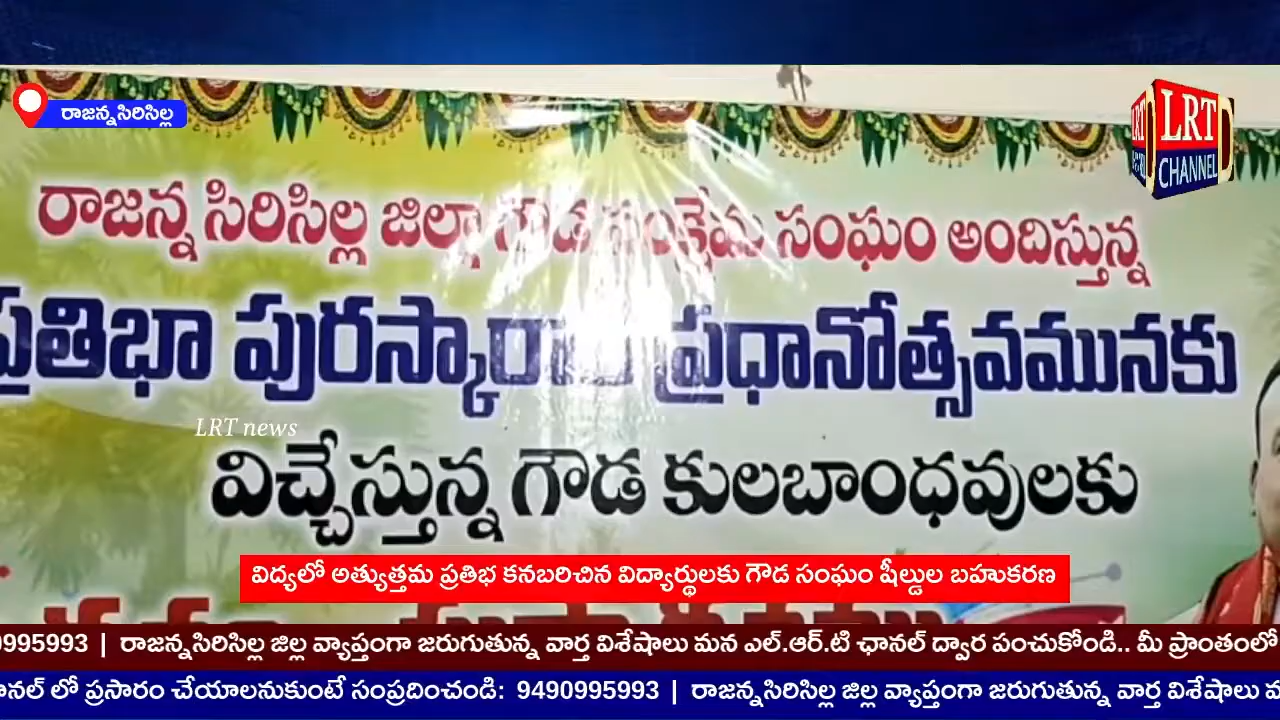 రాజన్నసిరిసిల్ల
LRT
CHANNEL
రాజన్న సిరిసిల్ల జిల్లా గౌడ సంక్షేమ సంఘం అందిస్తున్న
ప్రతిభా పురస్కారాల ప్రధానోత్సవమునకు
LRT news
విచ్చేస్తున్న గౌడ కులబాంధవులకు
విద్యలో అత్యుత్తమ ప్రతిభ కనబరిచిన విద్యార్థులకు గౌడ సంఘం షీల్డుల బహుకరణ
995993 | రాజన్నసిరిసిల్ల జిల్ల వ్యాప్తంగా జరుగుతున్న వార్త విశేషాలు మన ఎల్.ఆర్.టి ఛానల్ ద్వార పంచుకోండి.. మీ ప్రాంతంలో
నల్ లో ప్రసారం చేయాలనుకుంటే సంప్రదించండి: 9490995993 | రాజన్నసిరిసిల్ల జిల్ల వ్యాప్తంగా జరుగుతున్న వార్త విశేషాలు